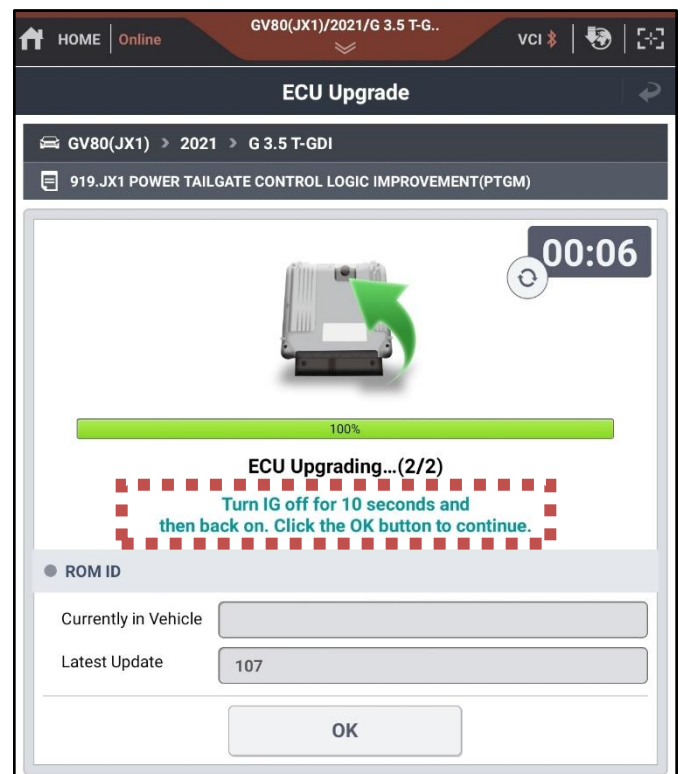 HOME Online
GV80(JX1)/2021/G 3.5 T-G..
VCI
ECU Upgrade
GV80(JX1) > 2021 > G 3.5 T-GDI
919.JX1 POWER TAILGATE CONTROL LOGIC IMPROVEMENT(PTGM)
00:06
100%
ECU Upgrading...(2/2)
Turn IG off for 10 seconds and
then back on. Click the OK button to continue.
ROM ID
Currently in Vehicle
Latest Update 107
OK